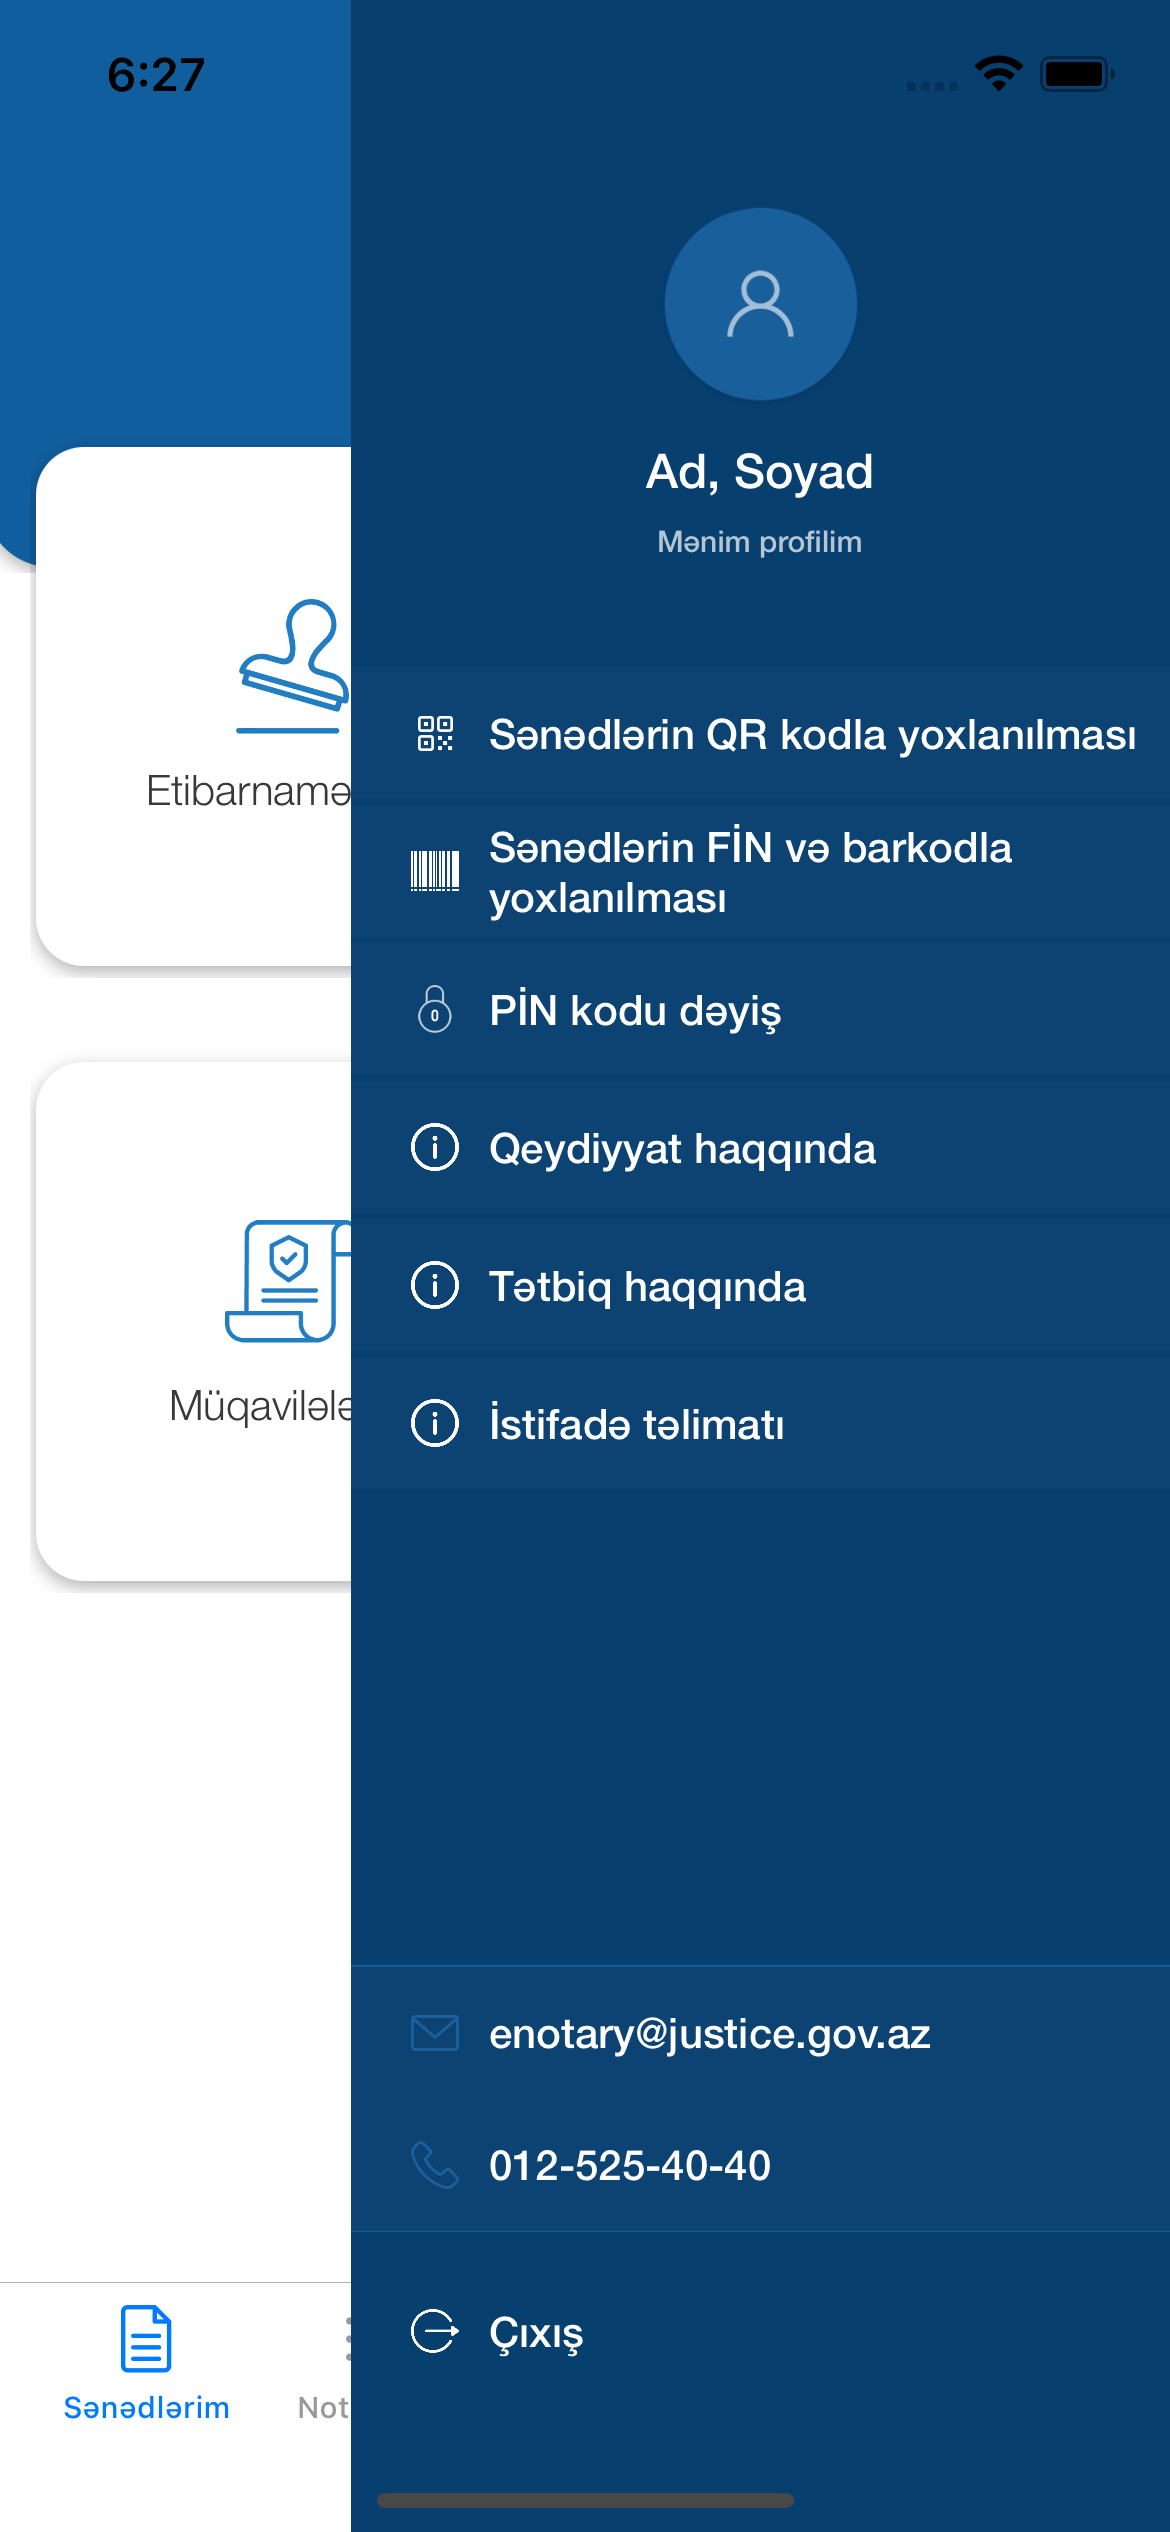 6:27
Ad, Soyad
Mənim profilim
Etibarnamə
Müqavilələ
Sənədlərin QR kodla yoxlanılması
Sənədlərin FİN və barkodla
yoxlanılması
PİN kodu dəyiş
Qeydiyyat haqqında
Tətbiq haqqında
İstifadə təlimatı
enotary@justice.gov.az
012-525-40-40
Çıxış
Sənədlərim
Not